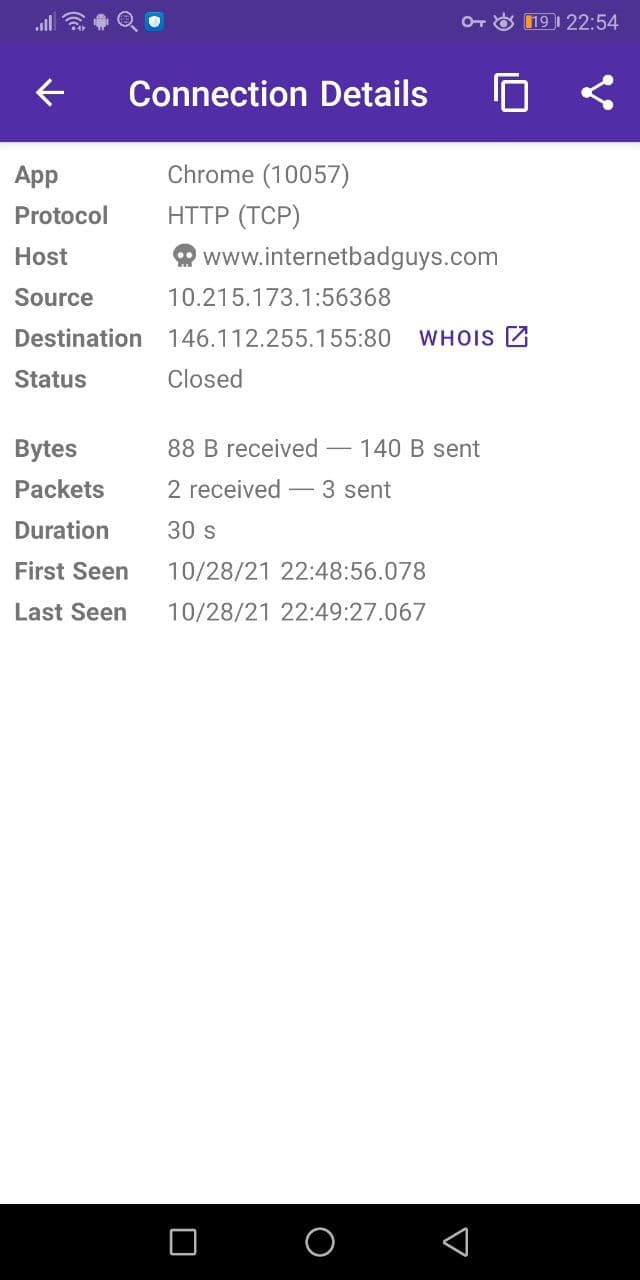 19 22:54
Connection Details
App Chrome (10057)
Protocol HTTP (TCP)
Host www.internetbadguys.com
Source 10.215.173.1:56368
Destination 146.112.255.155:80 WHOIS
Status Closed
Bytes 88 B received — 140 B sent
Packets 2 received — 3 sent
Duration 30 s
First Seen 10/28/21 22:48:56.078
Last Seen 10/28/21 22:49:27.067